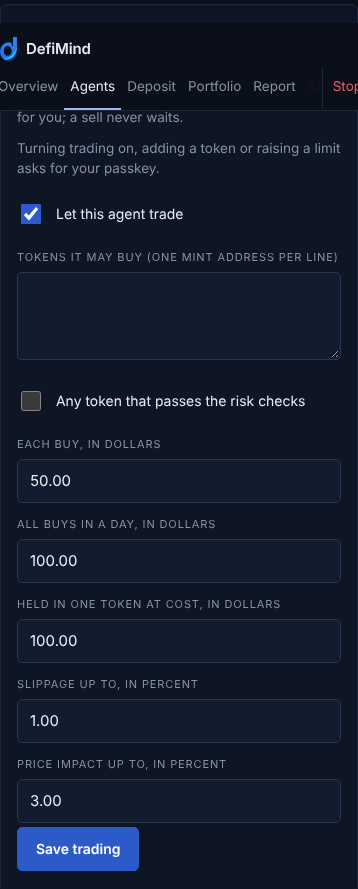 DefiMind
Overview Agents Deposit Portfolio Report Stop
for you; a sell never waits.
Turning trading on, adding a token or raising a limit
asks for your passkey.
Let this agent trade
TOKENS IT MAY BUY (ONE MINT ADDRESS PER LINE)
Any token that passes the risk checks
EACH BUY, IN DOLLARS
50.00
ALL BUYS IN A DAY, IN DOLLARS
100.00
HELD IN ONE TOKEN AT COST, IN DOLLARS
100.00
SLIPPAGE UP TO, IN PERCENT
1.00
PRICE IMPACT UP TO, IN PERCENT
3.00
Save trading